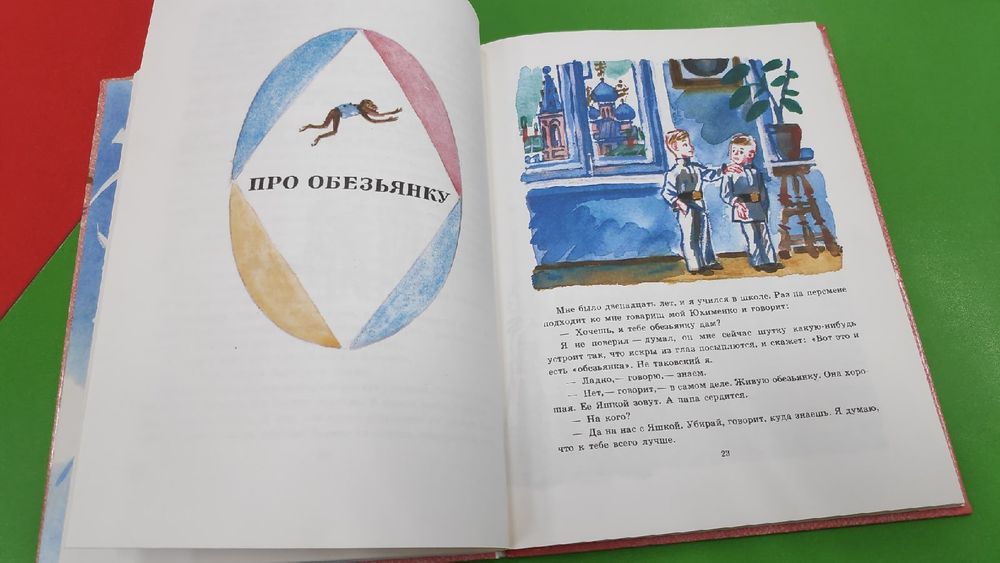 ПРО ОБЕЗЬЯНКУ
Мне было двенадцать лет, и я учился в школе. Раз на перемене
подходит ко мне товарищ мой Юхименко и говорит:
— Хочешь, я тебе обезьянку дам?
Я не поверил — думал, он мне сейчас шутку какую-нибудь
устроит так, что искры из глаз посыплются, и скажет: «Вот это и
есть «обезьянка». Не таковский я.
— Ладно,— говорю,— знаем.
— Нет,— говорит,— в самом деле. Живую обезьянку. Она хоро-
шая. Ее Яшкой зовут. А папа сердится.
— На кого?
— Да на нас с Яшкой. Убирай, говорит, куда знаешь. Я думаю,
что к тебе всего лучше.
23